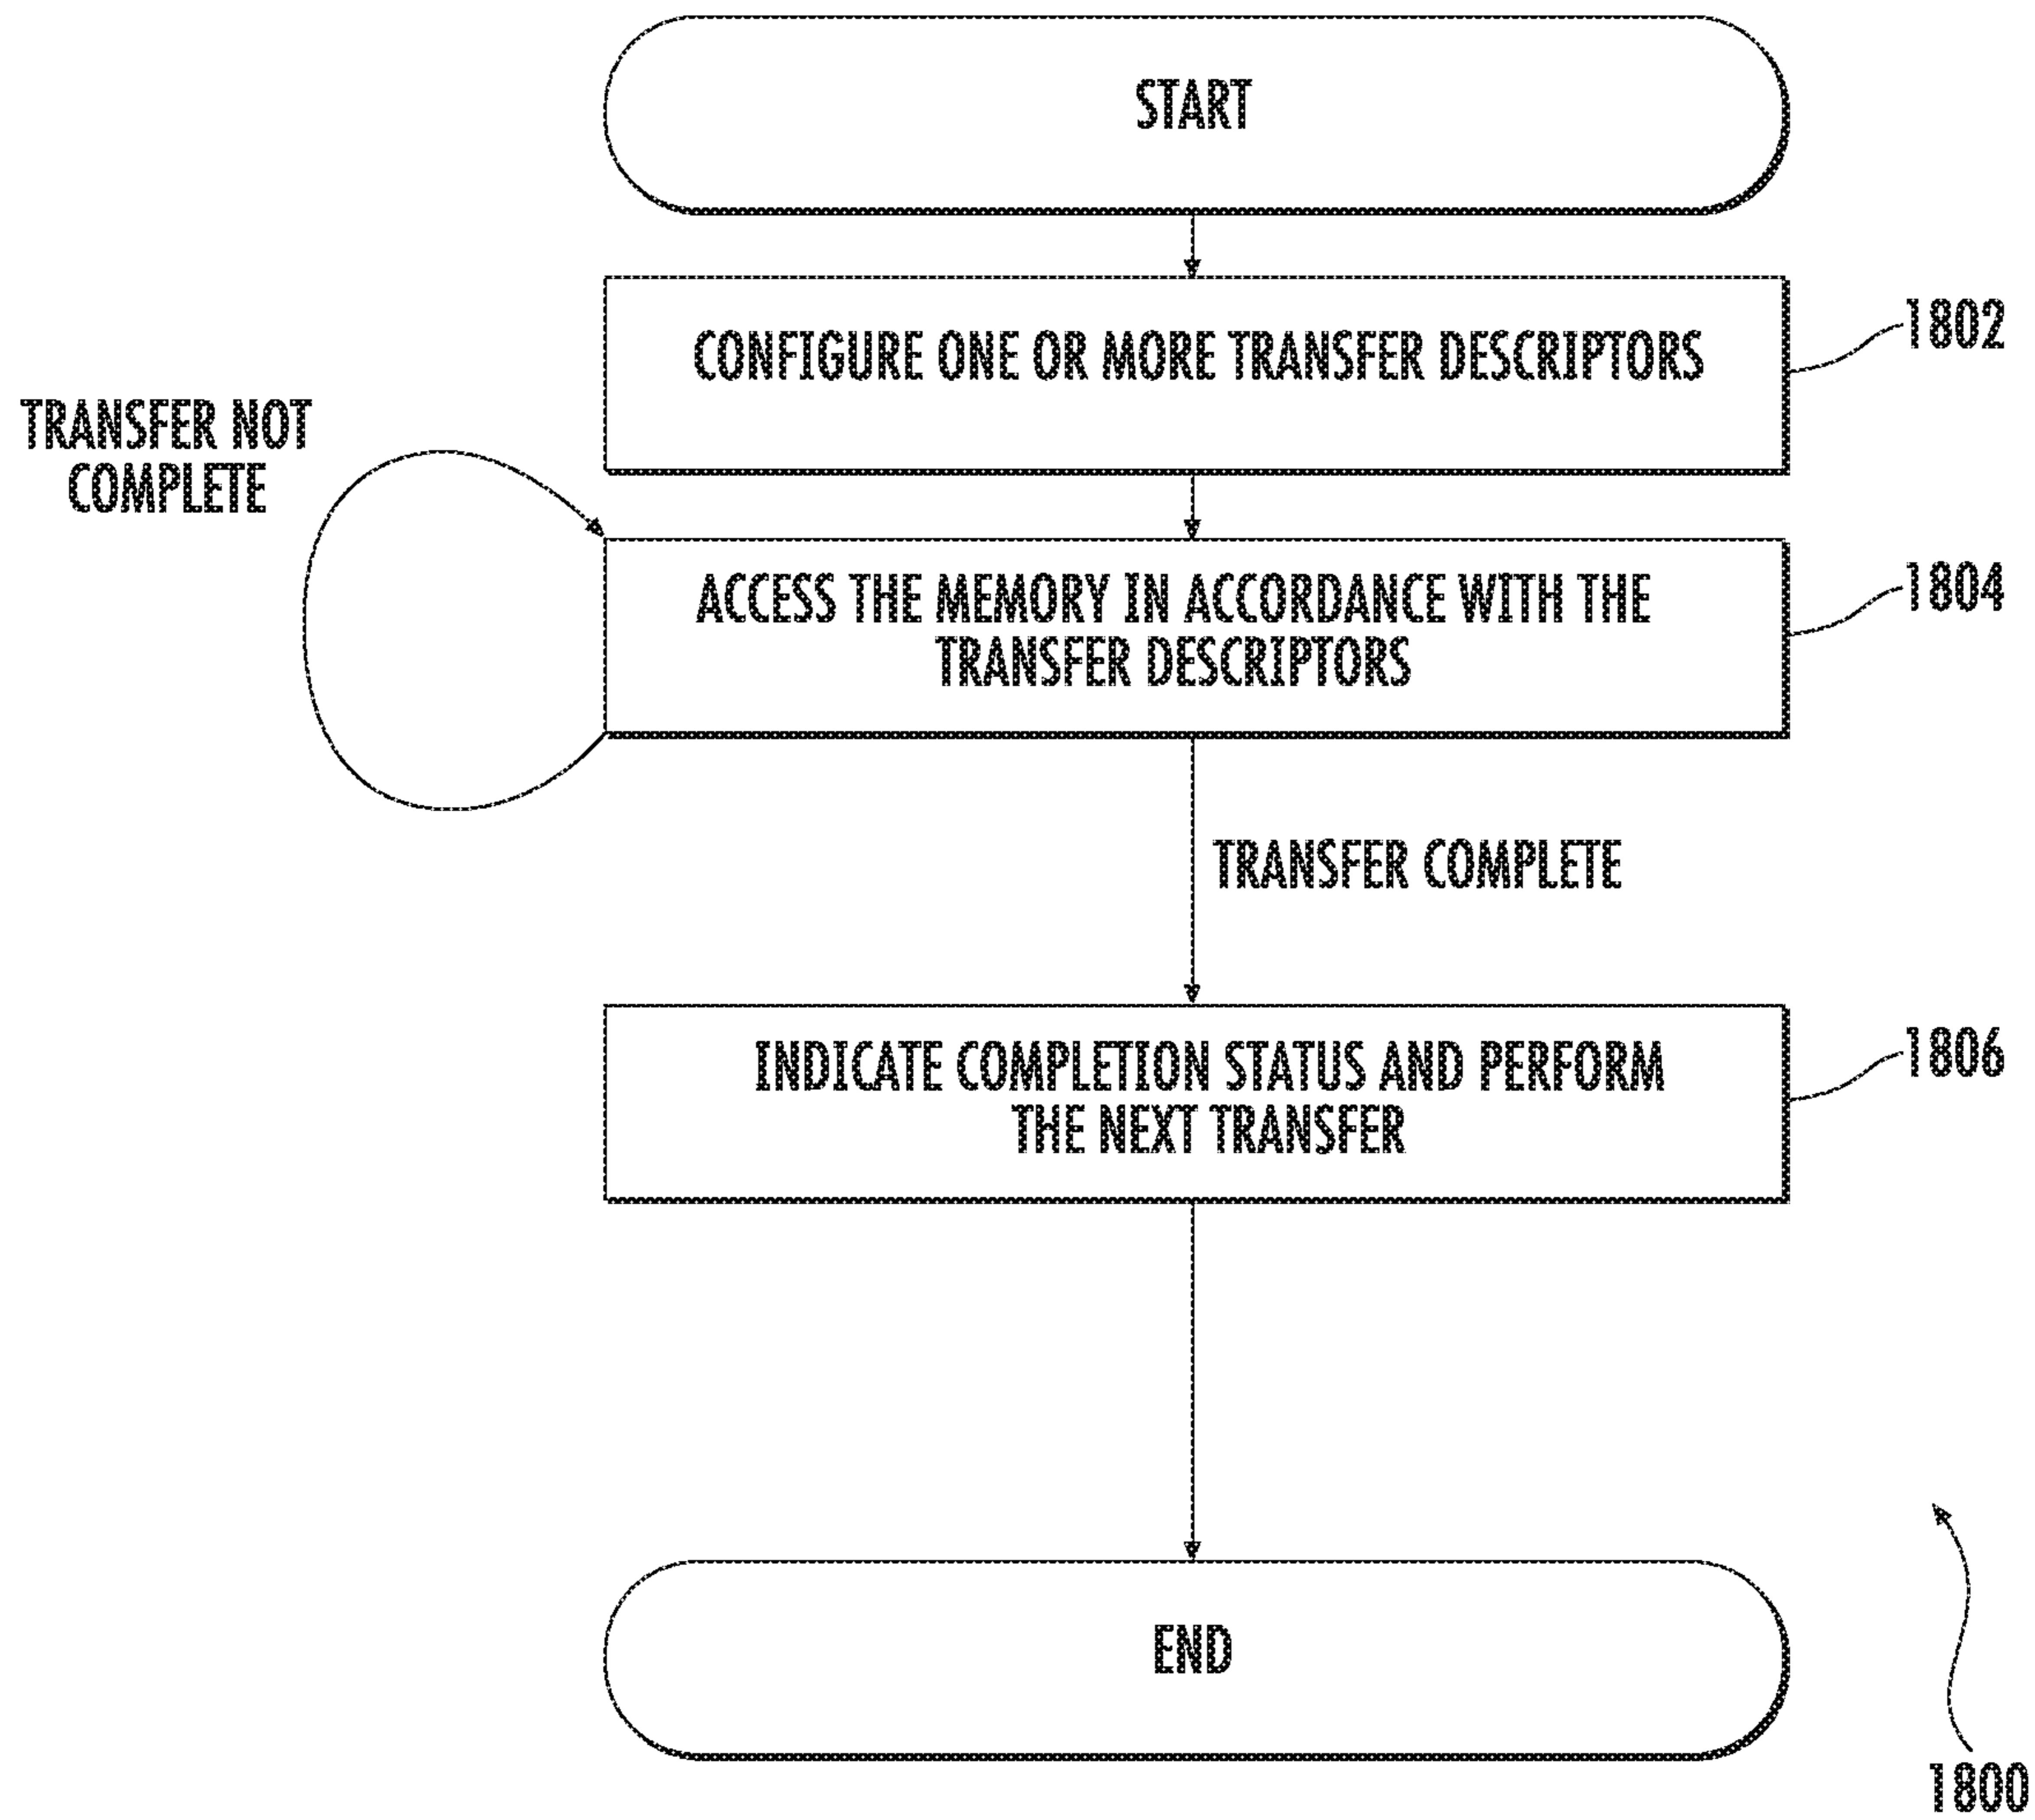 START
CONFIGURE ONE OR MORE TRANSFER DESCRIPTORS
1802
TRANSFER NOT
COMPLETE
ACCESS THE MEMORY IN ACCORDANCE WITH THE
TRANSFER DESCRIPTORS
1804
TRANSFER COMPLETE
INDICATE COMPLETION STATUS AND PERFORM
THE NEXT TRANSFER
1806
END
1800